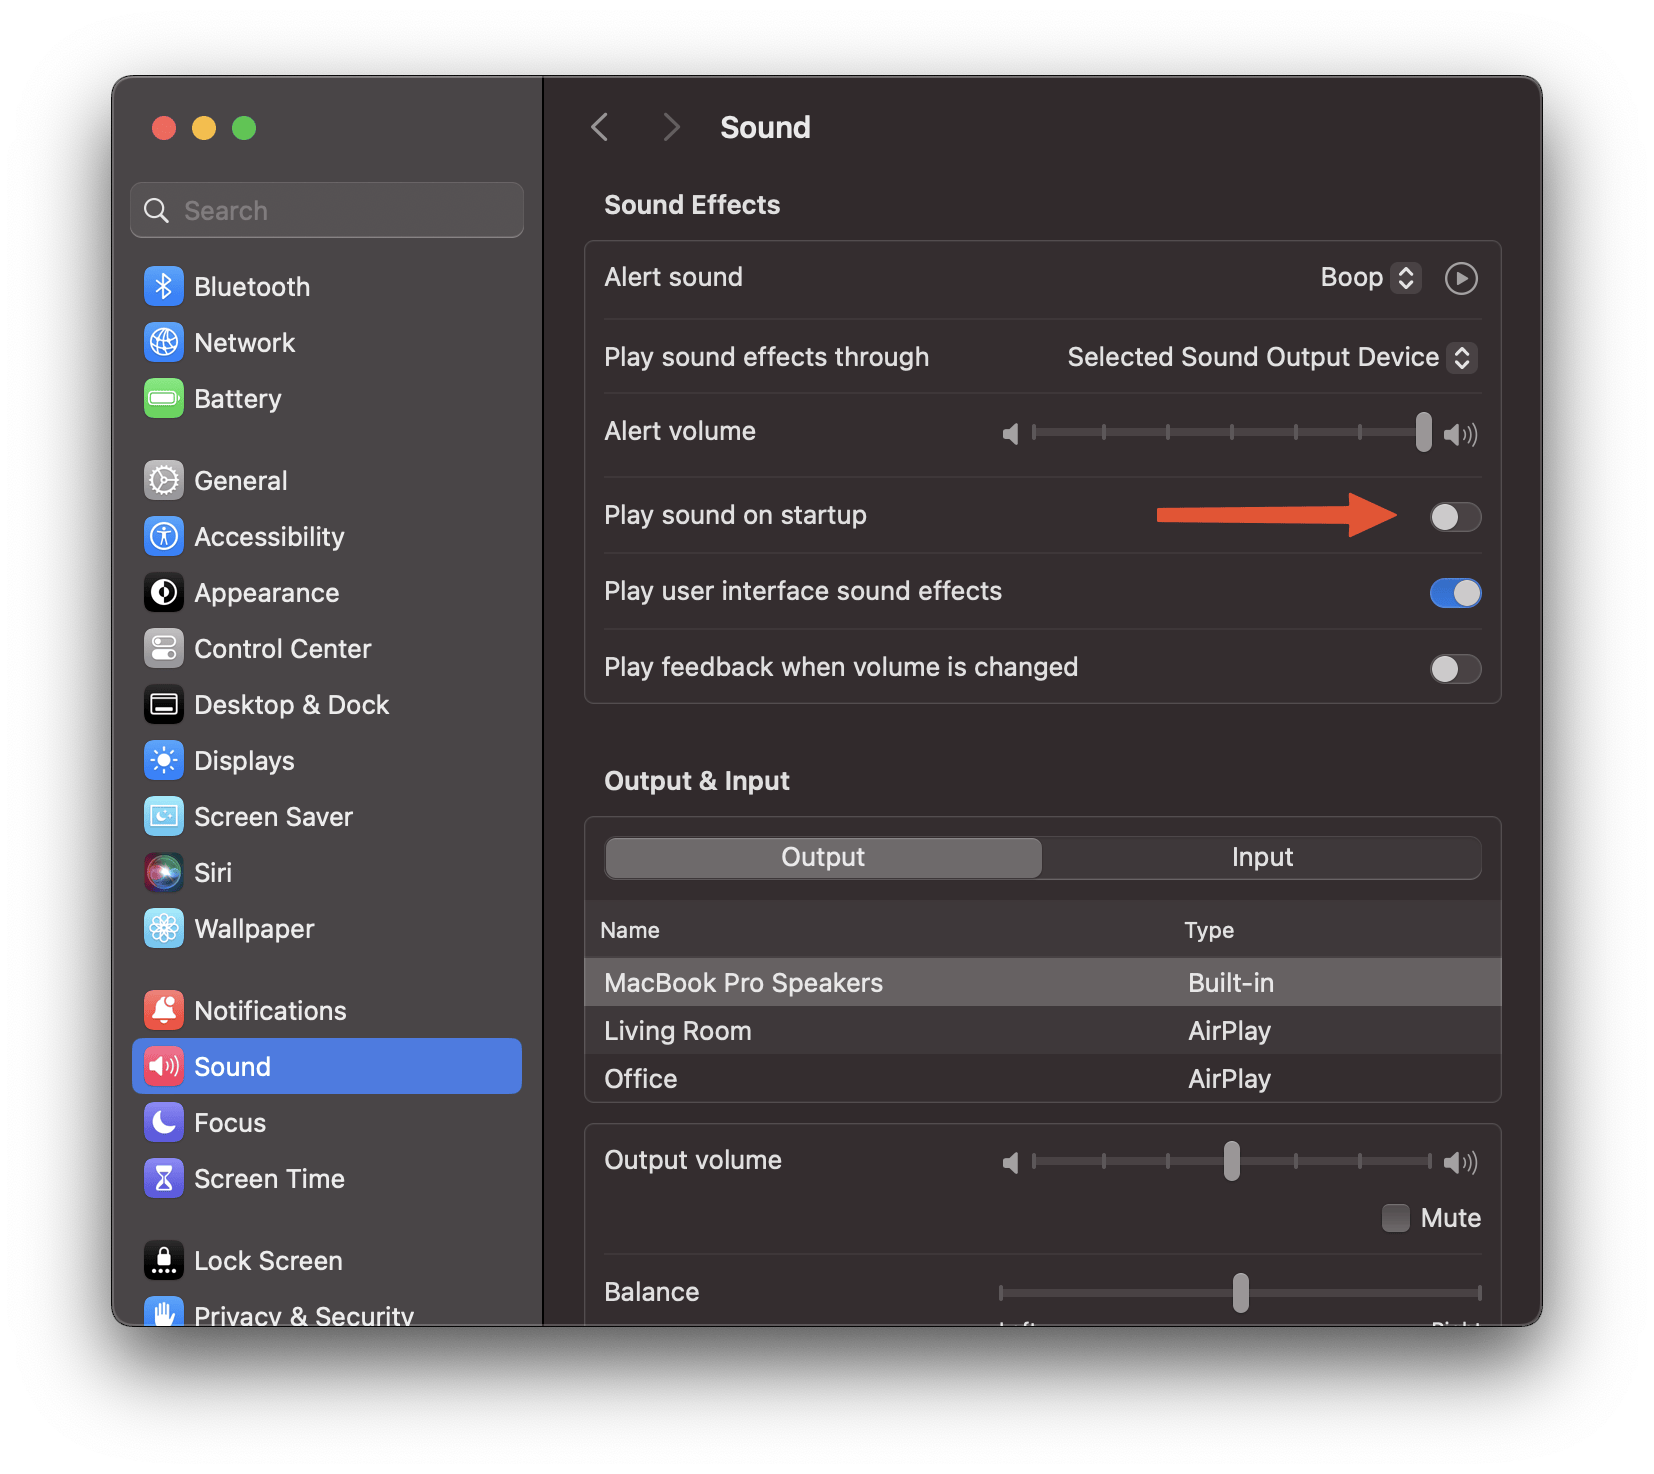 Search
Bluetooth
Network
Battery
General
Accessibility
Appearance
Control Center
Desktop & Dock
Displays
Screen Saver
Siri
Wallpaper
Notifications
Sound
Focus
Screen Time
Lock Screen
Privacy & Security
Sound
Sound Effects
Alert sound Boop
Play sound effects through Selected Sound Output Device
Alert volume
Play sound on startup
Play user interface sound effects
Play feedback when volume is changed
Output & Input
Output Input
Name Type
MacBook Pro Speakers Built-in
Living Room AirPlay
Office AirPlay
Output volume
Mute
Balance
Left Right